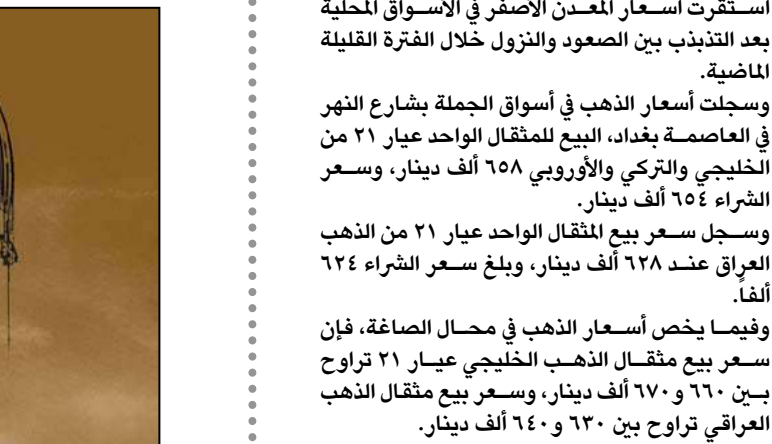 استقرت أسعار المعدن الأصفر في الأسواق المحلية
بعد التذبذب بين الصعود والنزول خلال الفترة القليلة
الماضية.
وسجلت أسعار الذهب في أسواق الجملة بشارع النهر
في العاصمة بغداد، البيع للمثقال الواحد عيار ٢١ من
الخليجي والتركي والأوروبي ٦٥٨ ألف دينار، وسعر
الشراء ٦٥٤ ألف دينار.
وسجل سعر بيع المثقال الواحد عيار ٢١ من الذهب
العراق عند ٦٢٨ ألف دينار، وبلغ سعر الشراء ٦٢٤
ألفاً.
وفيما يخص أسعار الذهب في محال الصاغة، فإن
سعر بيع مثقال الذهب الخليجي عيار ٢١ تراوح
بين ٦٦٠ و٦٧٠ ألف دينار، وسعر بيع مثقال الذهب
العراقي تراوح بين ٦٣٠ و٦٤٠ ألف دينار.